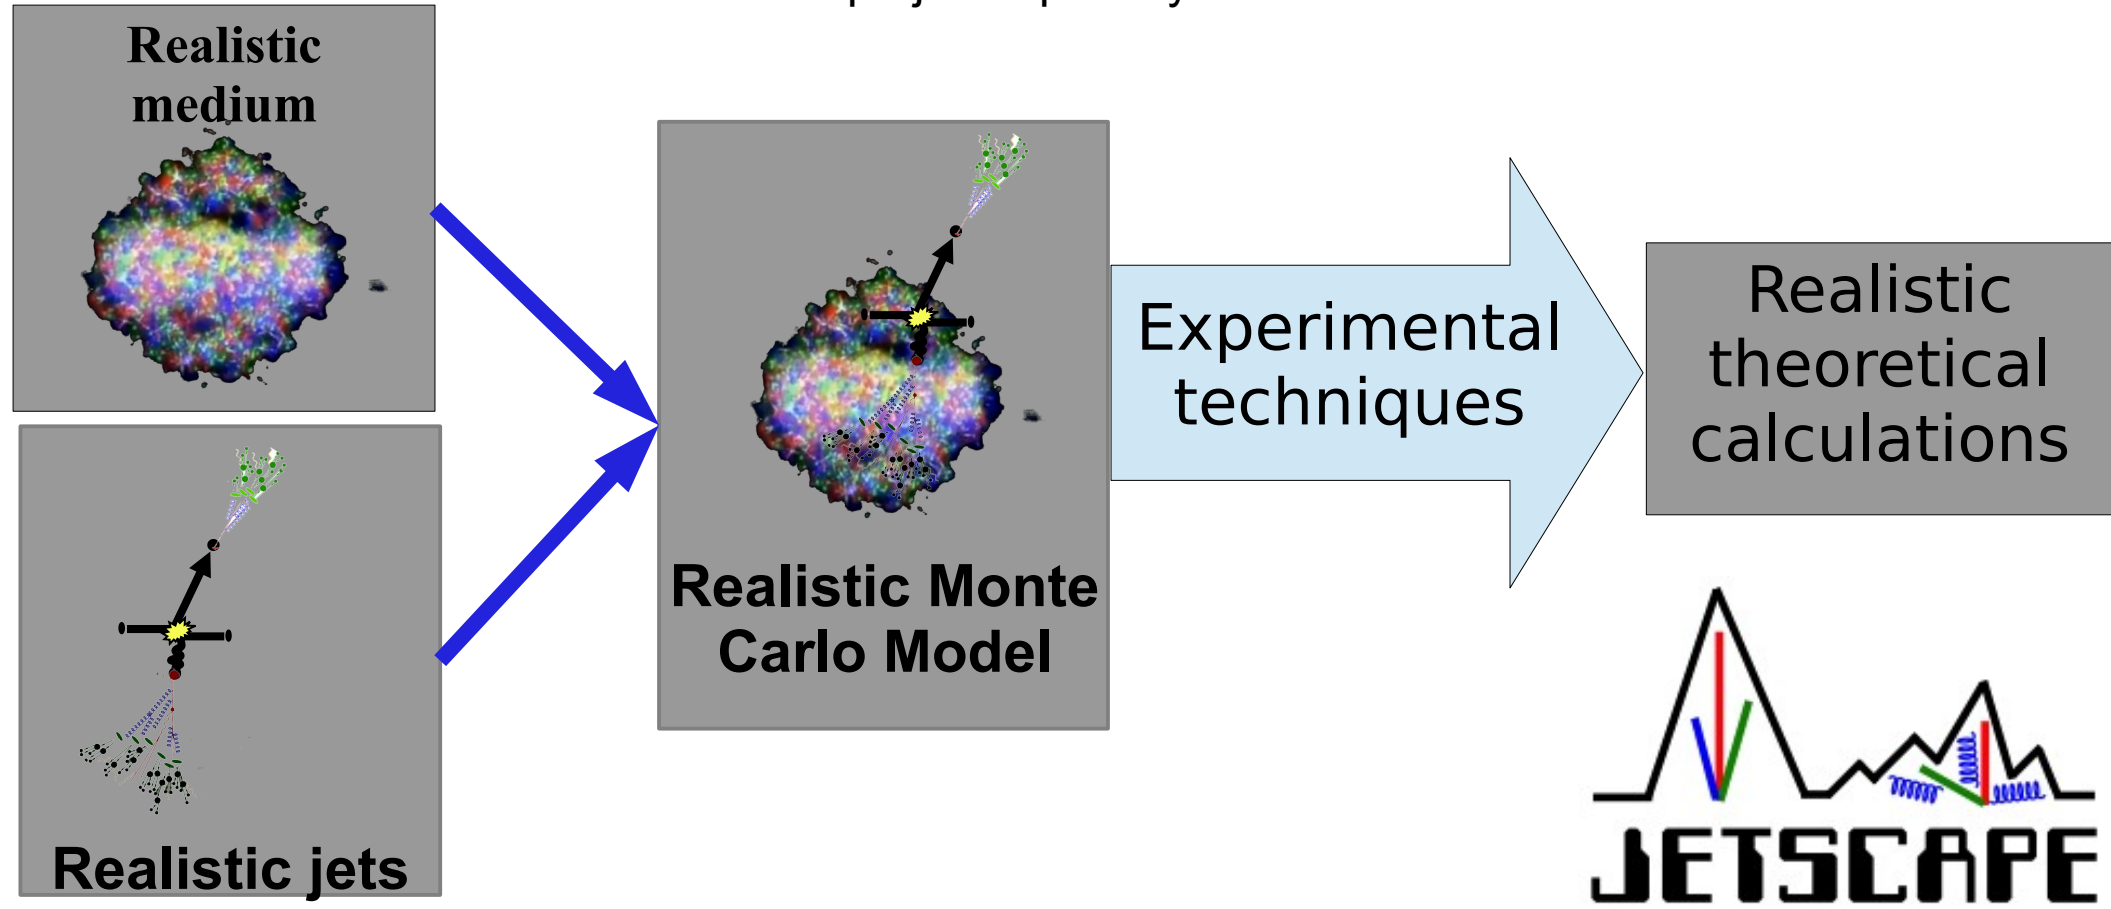 Realistic
medium
Realistic jets
Realistic Monte
Carlo Model
Experimental
techniques
Realistic
theoretical
calculations
JETSCAPE